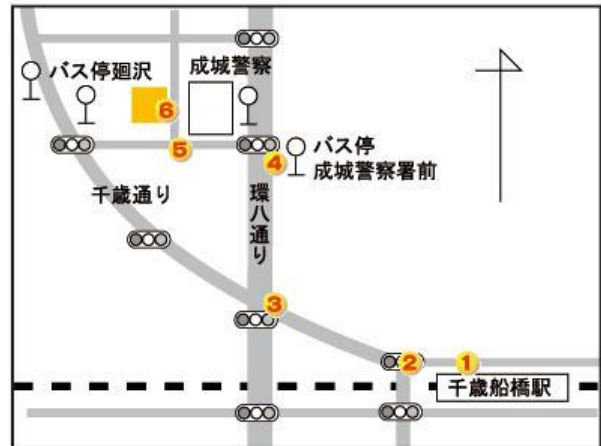 バス停廻沢
成城警察
6
5
4
バス停
成城警察署前
千歳通り
環八通り
3
2
1
千歳船橋駅